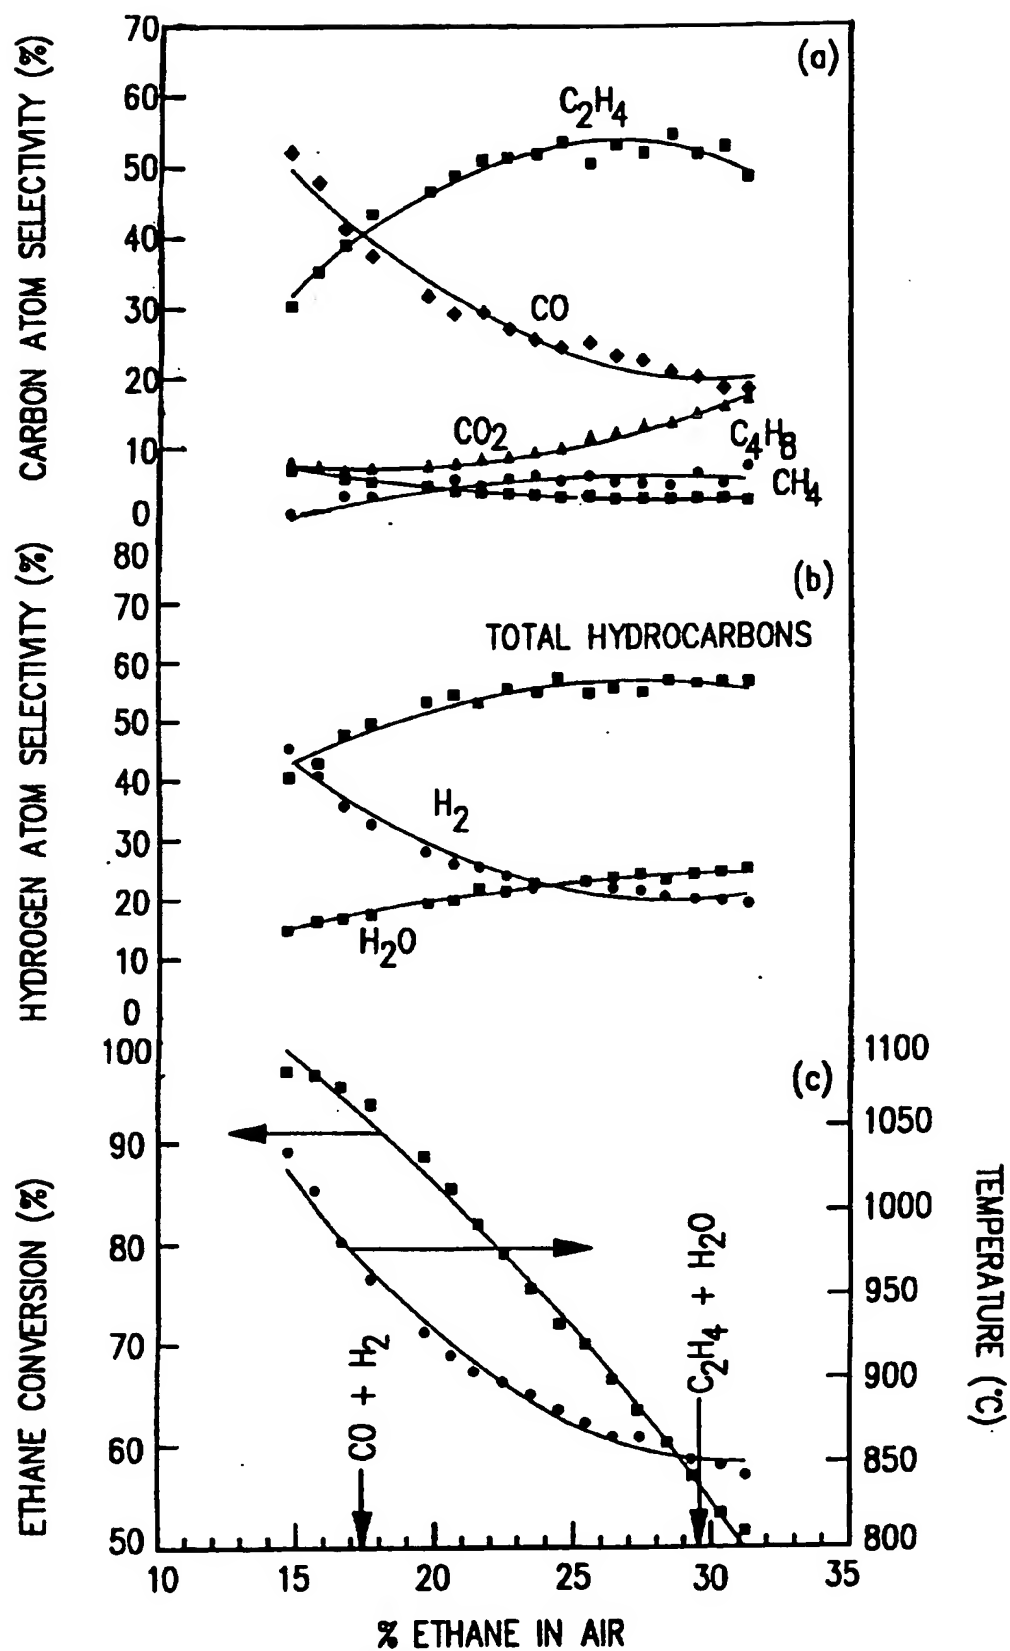 CARBON ATOM SELECTIVITY (%)
70
60
50
40
30
20
10
0
(a)
C2H4
CO
CO2
C4H8
CH4
HYDROGEN ATOM SELECTIVITY (%)
80
70
60
50
40
30
20
10
0
(b)
TOTAL HYDROCARBONS
H2
H2O
ETHANE CONVERSION (%)
100
90
80
70
60
50
(c)
CO + H2
C2H4 + H2O
1100
1050
1000
950
900
850
800
TEMPERATURE (°C)
10 15 20 25 30 35
% ETHANE IN AIR